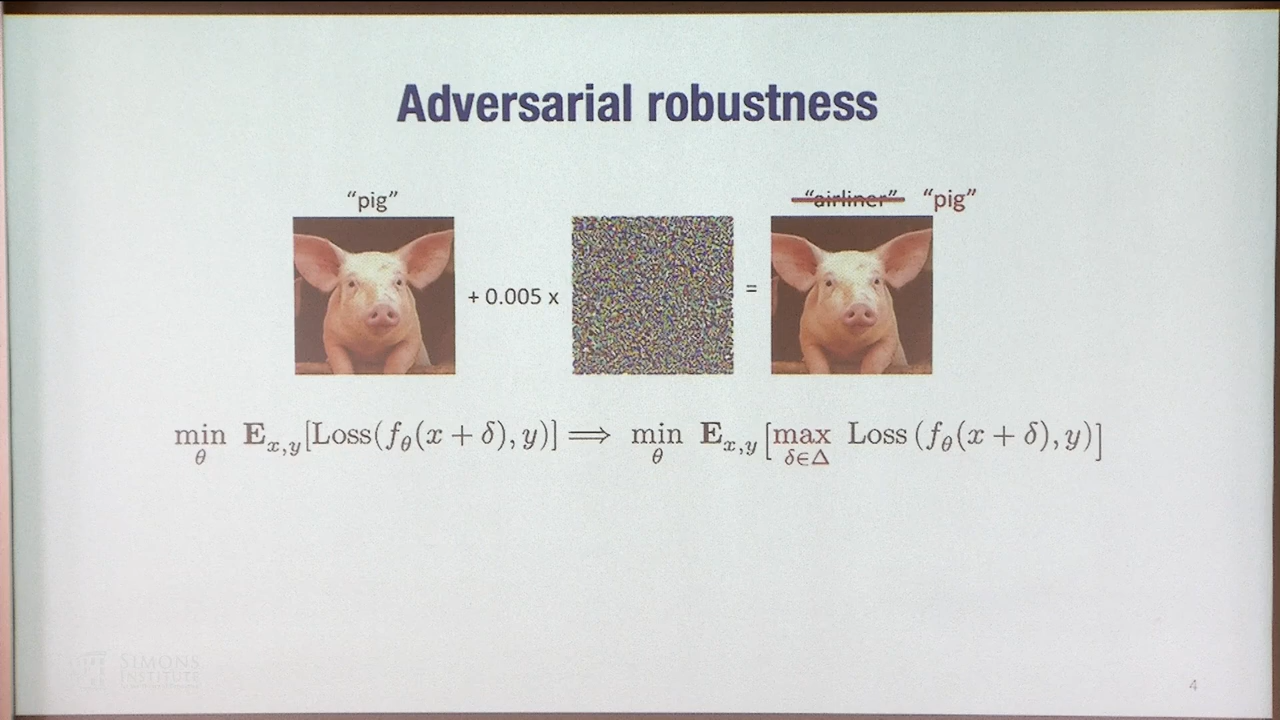 Adversarial robustness
“pig”
“airliner” “pig”
+ 0.005 x
=
min_θ E_{x,y}[Loss(f_θ(x + δ), y)] ⟹ min_θ E_{x,y}[max_{δ∈Δ} Loss (f_θ(x + δ), y)]
SIMONS
INSTITUTE
4